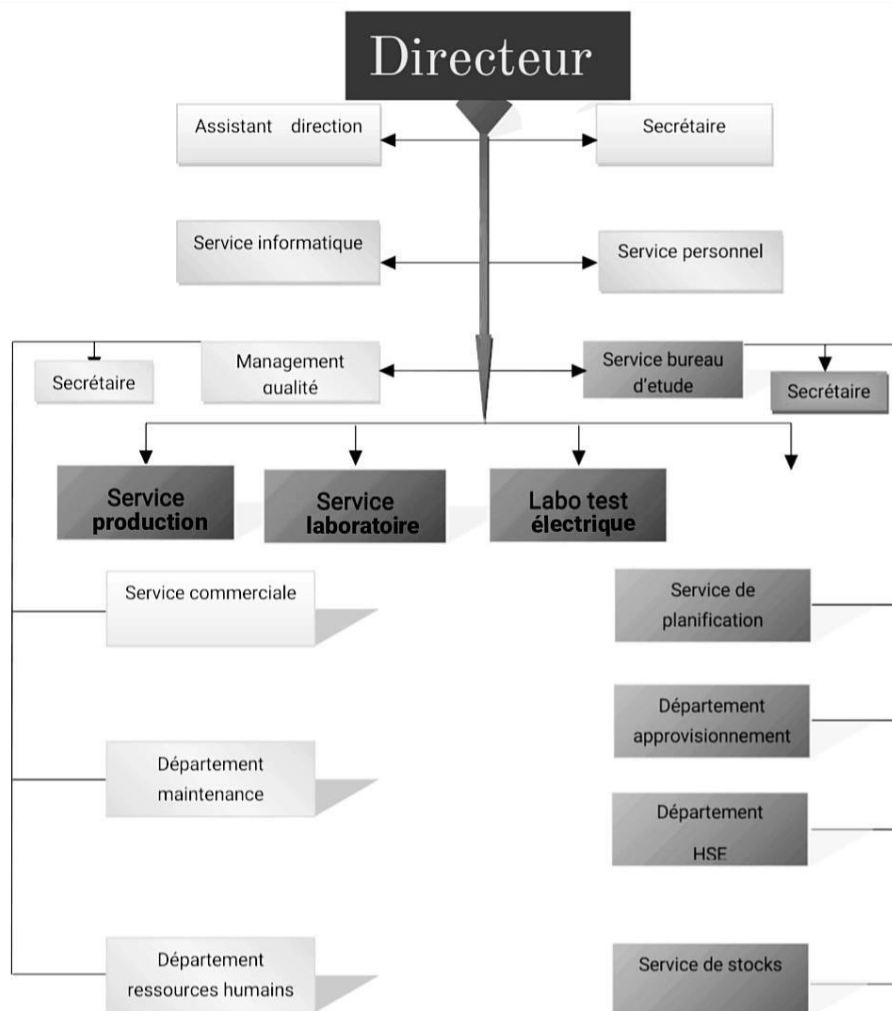 Directeur
Assistant direction
Secrétaire
Service informatique
Service personnel
Secrétaire
Management
qualité
Service bureau
d'etude
Secrétaire
Service
production
Service
laboratoire
Labo test
électrique
Service commerciale
Service de
planification
Département
approvisionnement
Département
maintenance
Département
HSE
Département
ressources humains
Service de stocks